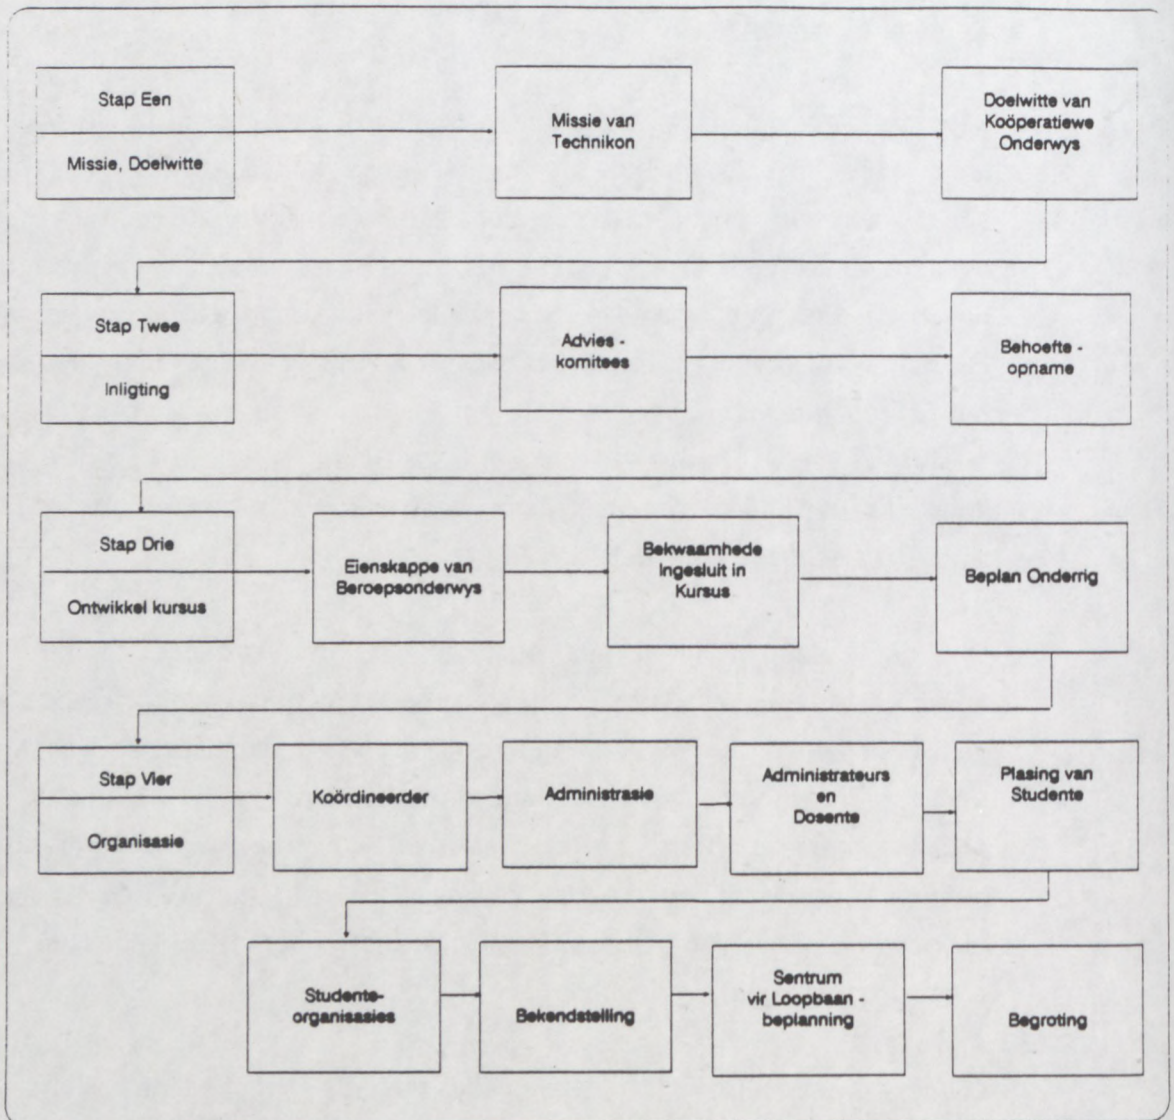 Stap Een
Missie, Doelwitte
Missie van
Technikon
Doelwitte van
Koöperatiewe
Onderwys
Stap Twee
Inligting
Advies -
komitees
Behoefte -
opname
Stap Drie
Ontwikkel kursus
Eienskappe van
Beroepsonderwys
Bekwaamhede
Ingesluit in
Kursus
Beplan Onderrig
Stap Vier
Organisasie
Koördineerder
Administrasie
Administrateurs
en
Dosente
Plasing van
Studente
Studente-
organisasies
Bekendstelling
Sentrum
vir Loopbaan -
beplanning
Begroting